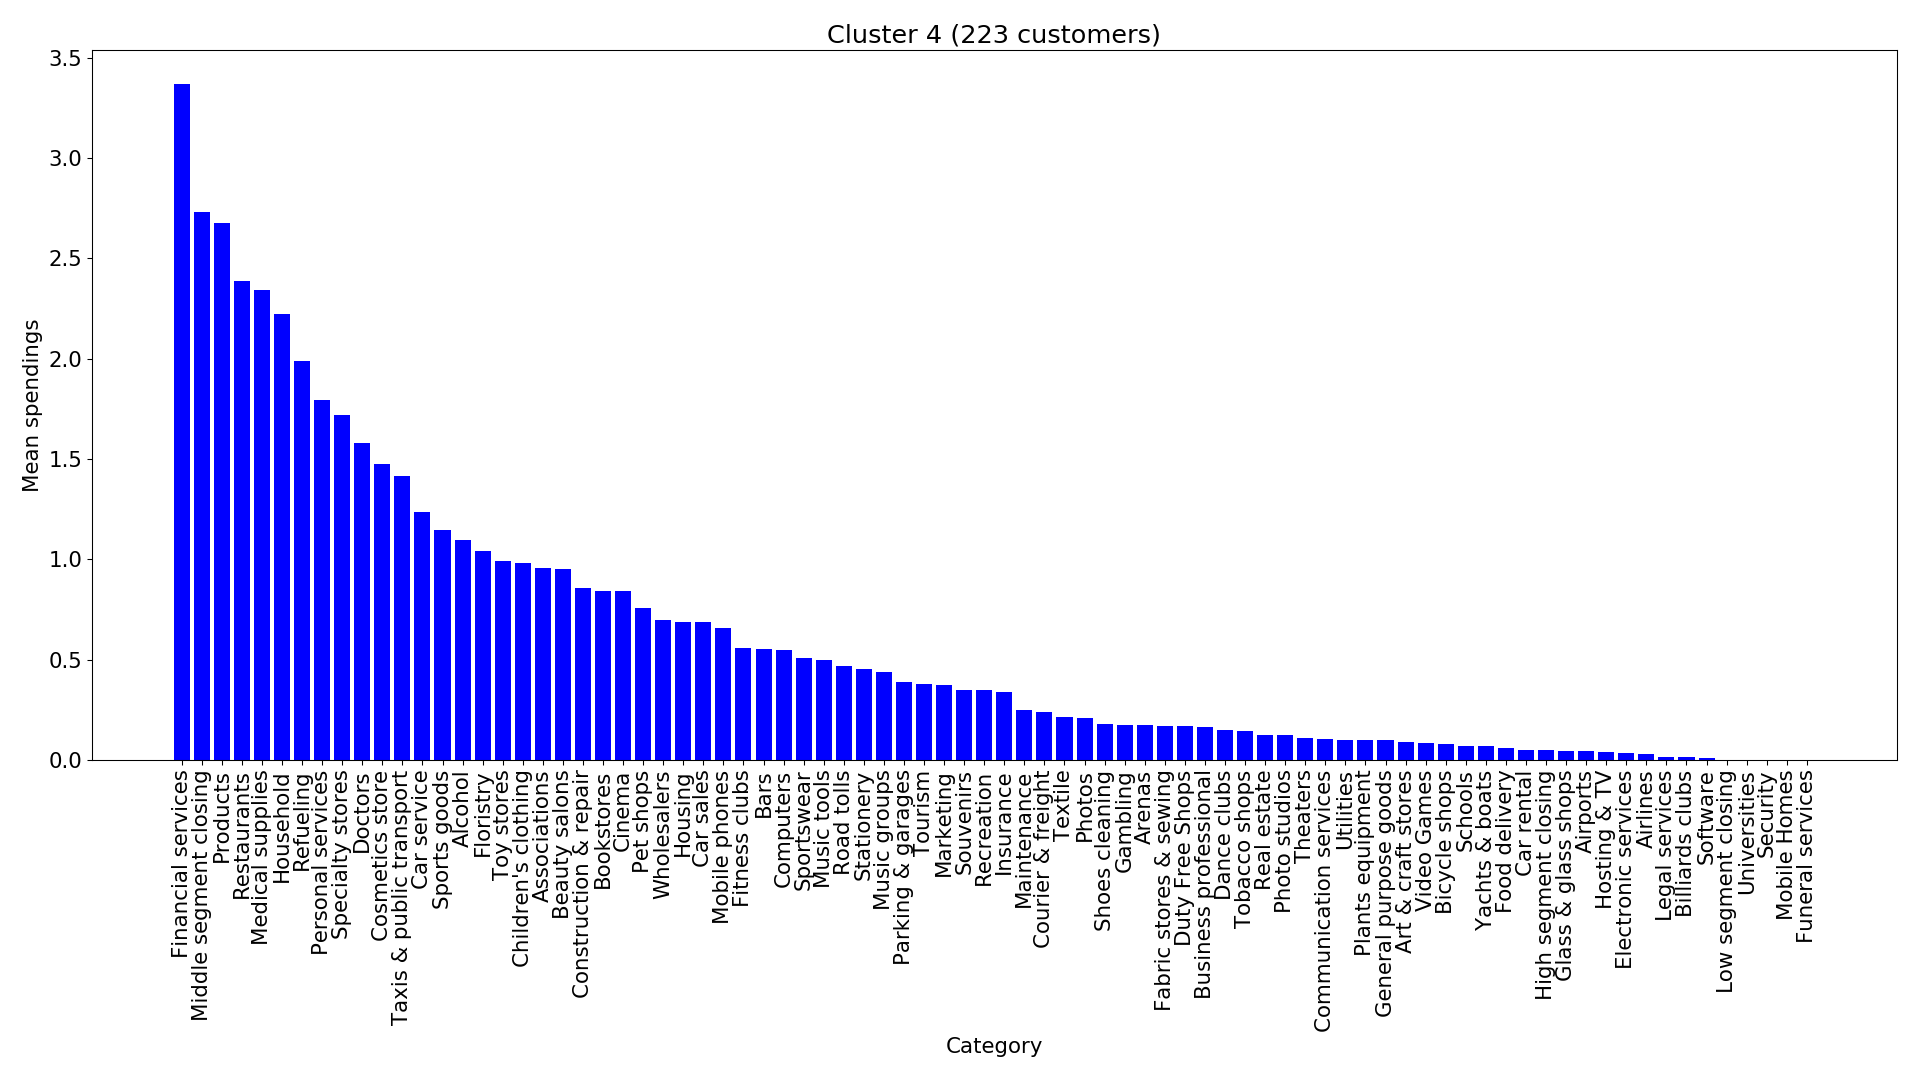 Cluster 4 (223 customers)
3.5
3.0
2.5
2.0
1.5
1.0
0.5
0.0
Mean spendings
Financial services
Middle segment closing
Products
Restaurants
Medical supplies
Household
Refuelling
Personal services
Specialty stores
Doctors
Cosmetics store
Taxis & public transport
Car service
Sports goods
Alcohol
Floristry
Toy stores
Children's clothing
Associations
Beauty salons
Construction & repair
Bookstores
Cinema
Pet shops
Wholesalers
Housing
Car sales
Mobile phones
Fitness clubs
Bars
Computers
Sportswear
Music tools
Road tolls
Stationery
Music groups
Parking & garages
Tourism
Marketing
Souvenirs
Recreation
Insurance
Maintenance
Courier & freight
Textile
Photos
Shoes cleaning
Gambling
Arenas
Fabric stores & sewing
Duty Free Shops
Business professional
Dance clubs
Tobacco shops
Real estate
Photo studios
Theaters
Communication services
Utilities
Plants equipment
General purpose goods
Art & craft stores
Video Games
Bicycle shops
Schools
Yachts & boats
Food delivery
Car rental
High segment closing
Glass & glass shops
Airports
Hosting & TV
Electronic services
Airlines
Legal services
Billiards clubs
Software
Low segment closing
Universities
Security
Mobile Homes
Funeral services
Category